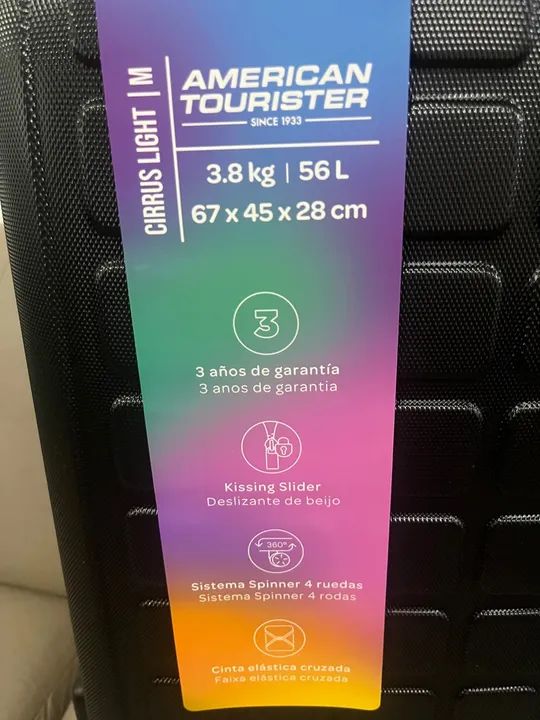 CIRRUS LIGHT | M
AMERICAN
TOURISTER
SINCE 1933
3.8 kg | 56 L
67 x 45 x 28 cm
3
3 años de garantía
3 anos de garantia
Kissing Slider
Deslizante de beijo
360°
Sistema Spinner 4 ruedas
Sistema Spinner 4 rodas
Cinta elástica cruzada
Faixa elástica cruzada